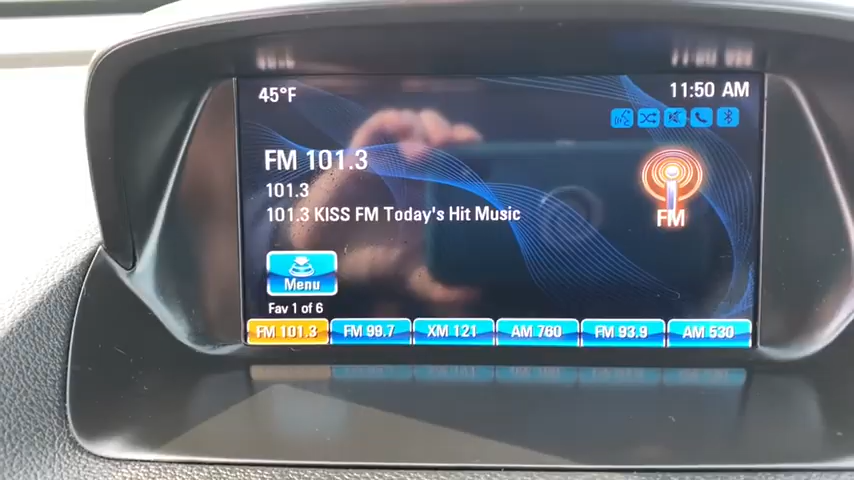 45°F
11:50 AM
FM 101.3
101.3
101.3 KISS FM Today's Hit Music
FM
Menu
Fav 1 of 6
FM 101.3
FM 99.7
XM 121
AM 760
FM 93.9
AM 530